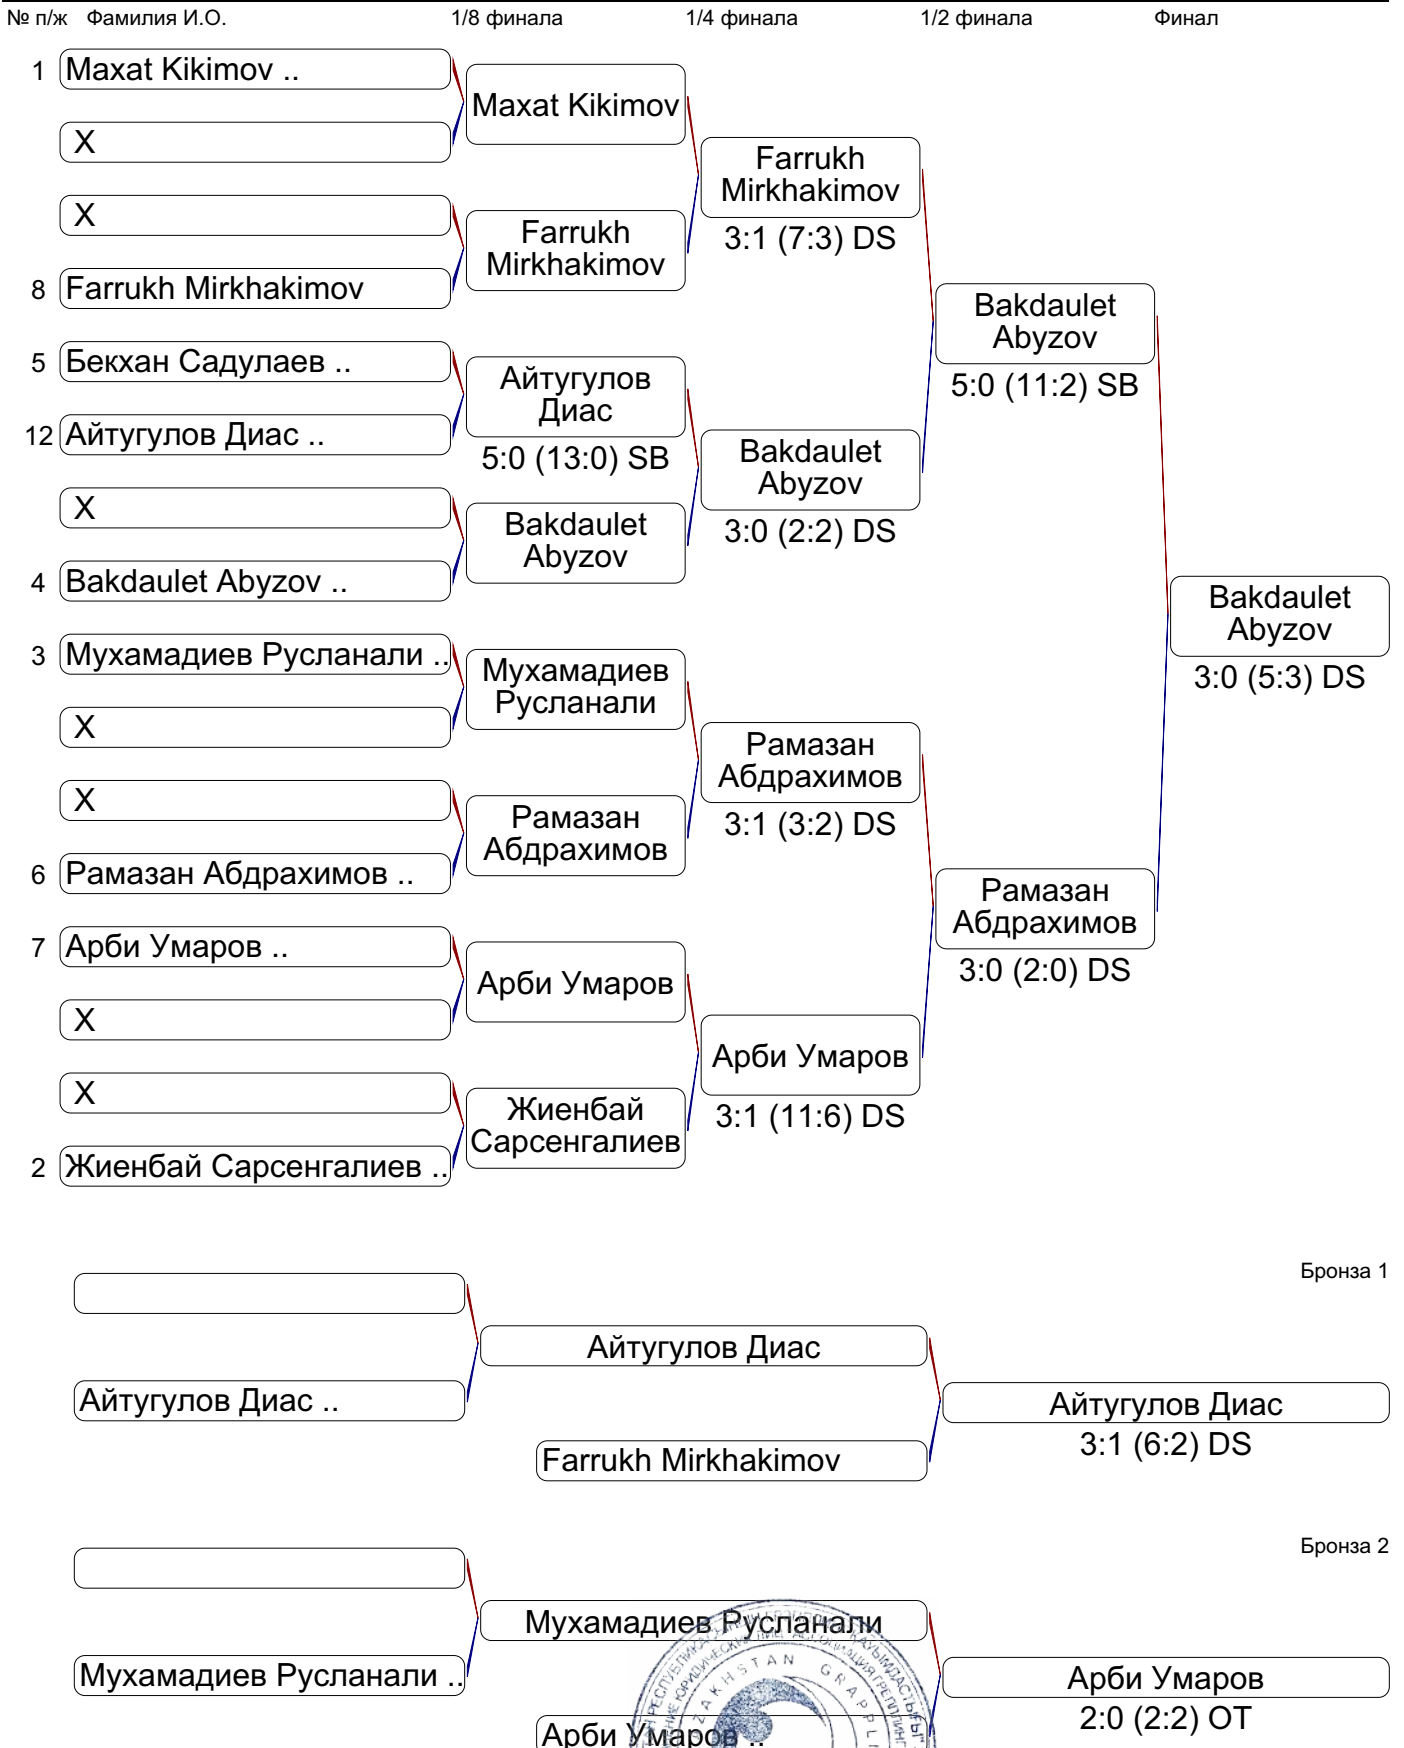 № п/ж Фамилия И.О. 1/8 финала 1/4 финала 1/2 финала Финал
1 Maxat Kikimov ..
X
X
8 Farrukh Mirkhakimov
5 Бекхан Садулаев ..
12 Айтугулов Диас ..
X
4 Bakdaulet Abyzov ..
3 Мухамадиев Русланали ..
X
X
6 Рамазан Абдрахимов ..
7 Арби Умаров ..
X
X
2 Жиенбай Сарсенгалиев ..
Maxat Kikimov
Farrukh
Mirkhakimov
Айтугулов
Диас
5:0 (13:0) SB
Bakdaulet
Abyzov
Мухамадиев
Русланали
Рамазан
Абдрахимов
Арби Умаров
Жиенбай
Сарсенгалиев
Farrukh
Mirkhakimov
3:1 (7:3) DS
Bakdaulet
Abyzov
3:0 (2:2) DS
Рамазан
Абдрахимов
3:1 (3:2) DS
Арби Умаров
3:1 (11:6) DS
Bakdaulet
Abyzov
5:0 (11:2) SB
Рамазан
Абдрахимов
3:0 (2:0) DS
Bakdaulet
Abyzov
3:0 (5:3) DS
Бронза 1
Айтугулов Диас
Айтугулов Диас ..
Айтугулов Диас
3:1 (6:2) DS
Farrukh Mirkhakimov
Бронза 2
Мухамадиев Русланали
Мухамадиев Русланали ..
Арби Умаров
2:0 (2:2) OT
Арби Умаров ..